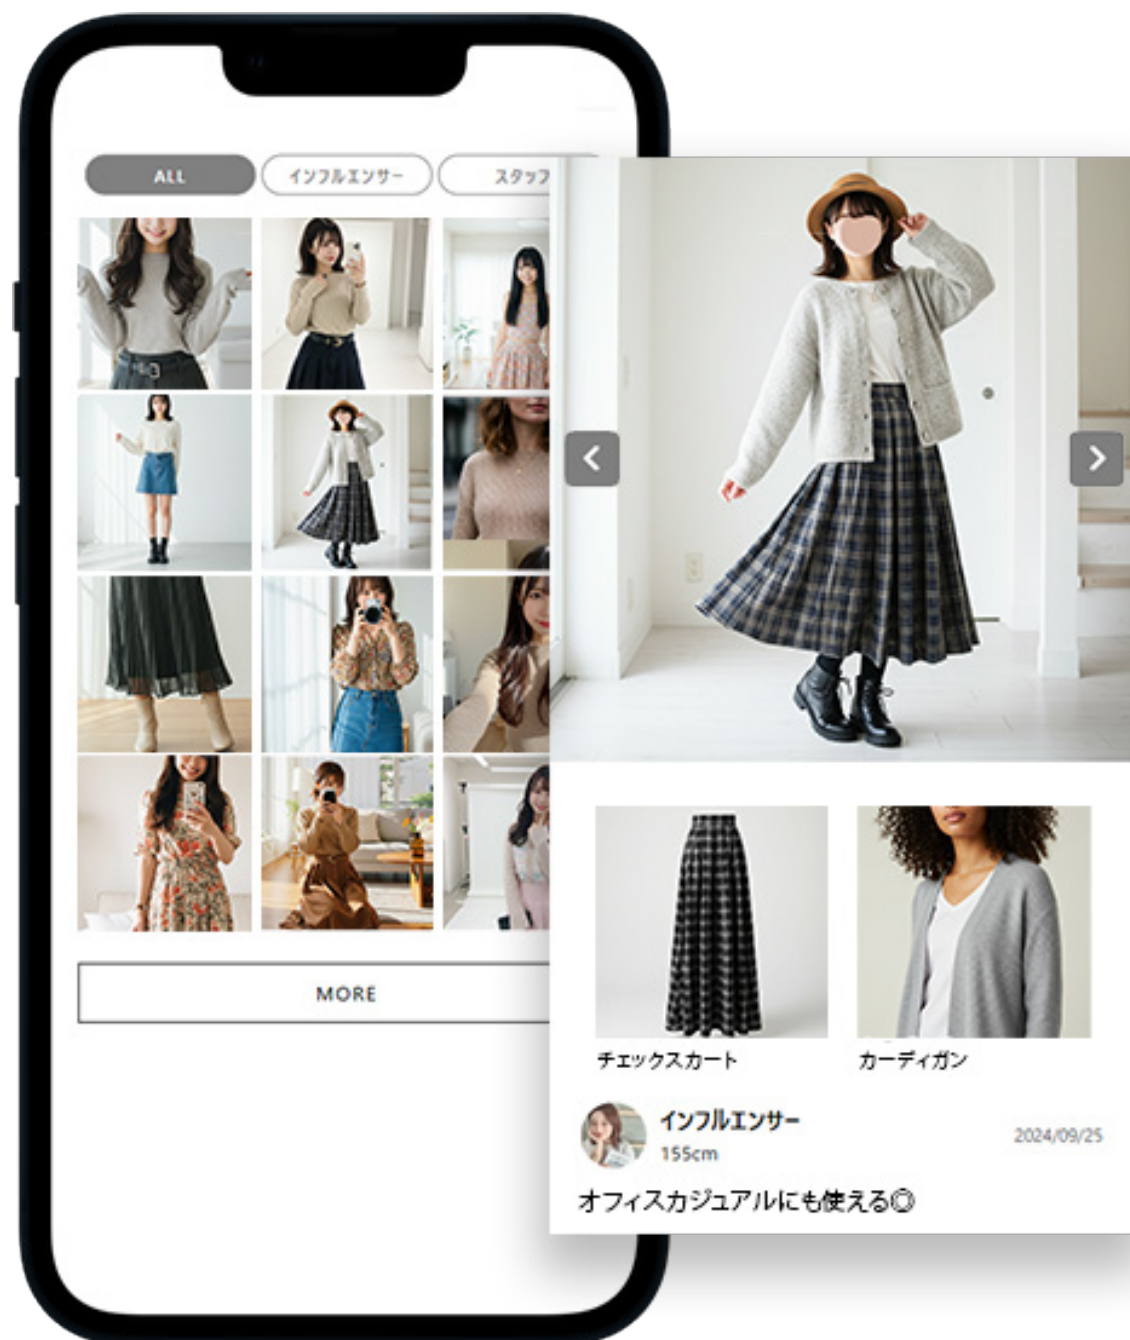 ALL
インフルエンサー
スタッフ
MORE
チェックスカート
カーディガン
インフルエンサー
155cm
2024/09/25
オフィスカジュアルにも使える◎